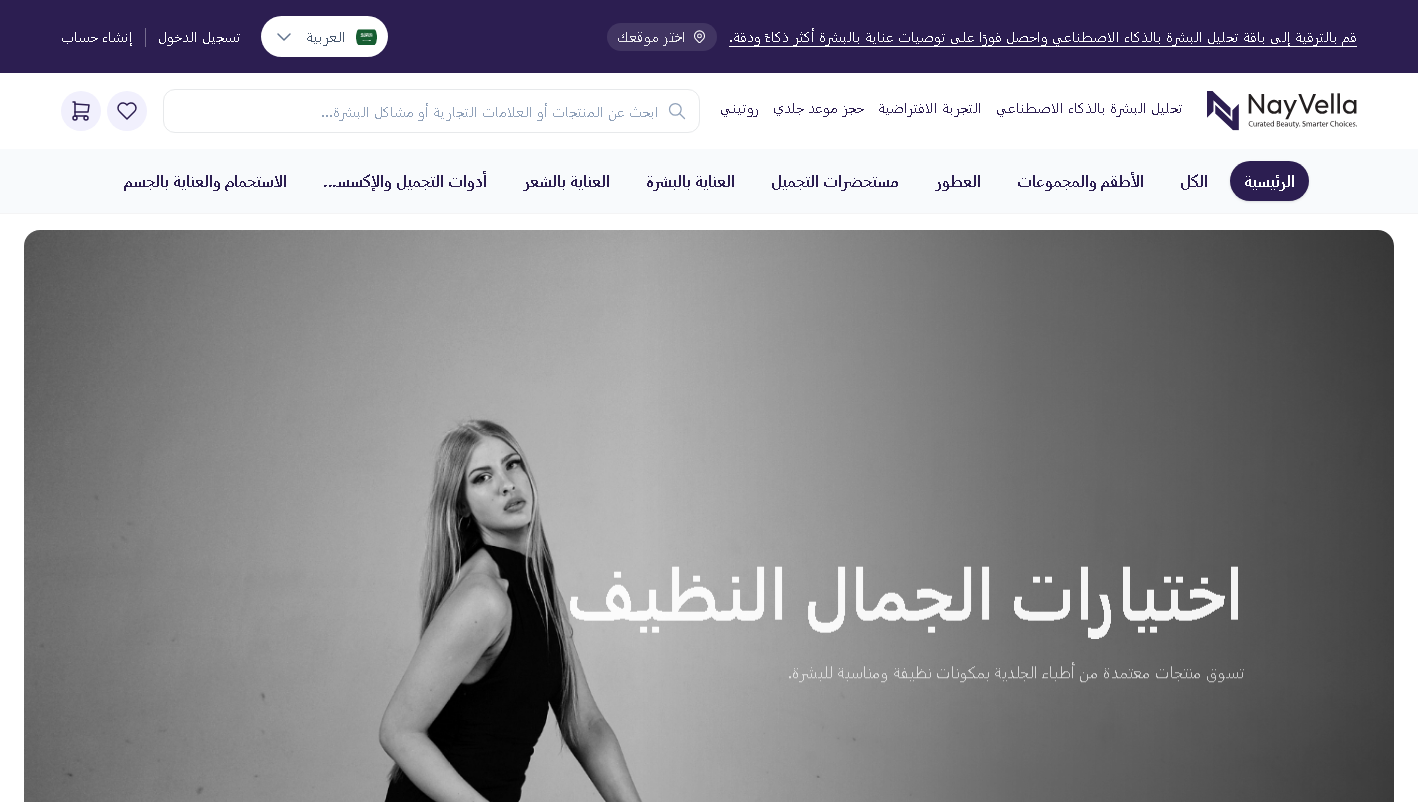 قم بالترقية إلى باقة تحليل البشرة بالذكاء الاصطناعي واحصل فورًا على توصيات عناية بالبشرة أكثر ذكاءً ودقة.
اختر موقعك
العربية
تسجيل الدخول
إنشاء حساب
NayVella
Curated Beauty. Smarter Choices.
تحليل البشرة بالذكاء الاصطناعي
التجربة الافتراضية
حجز موعد جلدي
روتيني
ابحث عن المنتجات أو العلامات التجارية أو مشاكل البشرة...
الرئيسية
الكل
الأطقم والمجموعات
العطور
مستحضرات التجميل
العناية بالبشرة
العناية بالشعر
أدوات التجميل والإكسسـ...
الاستحمام والعناية بالجسم
اختيارات الجمال النظيف
تسوق منتجات معتمدة من أطباء الجلدية بمكونات نظيفة ومناسبة للبشرة.